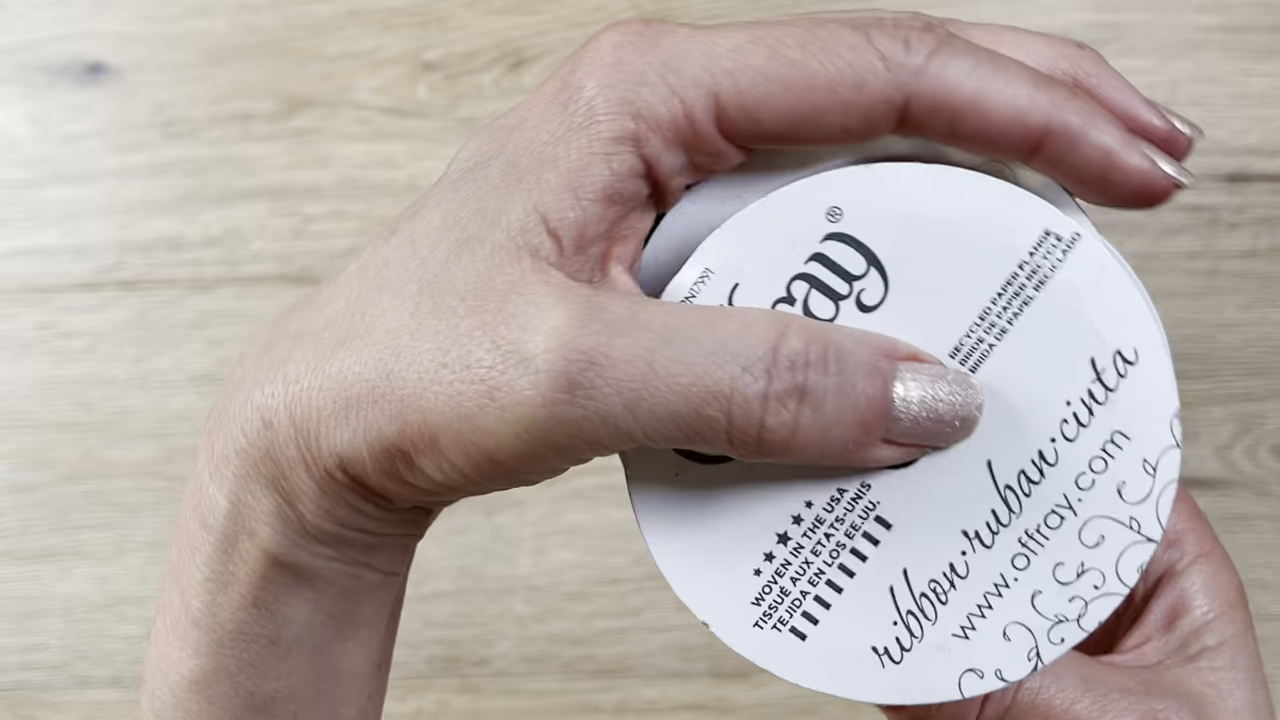 ray®
RECYCLED PAPER FLANGE
BRIDE DE PAPIER RECYCLÉ
BRIDA DE PAPEL RECICLADO
WOVEN IN THE USA
TISSUÉ AUX ETATS-UNIS
TEJIDA EN LOS EE.UU.
ribbon·ruban·cinta
www.offray.com